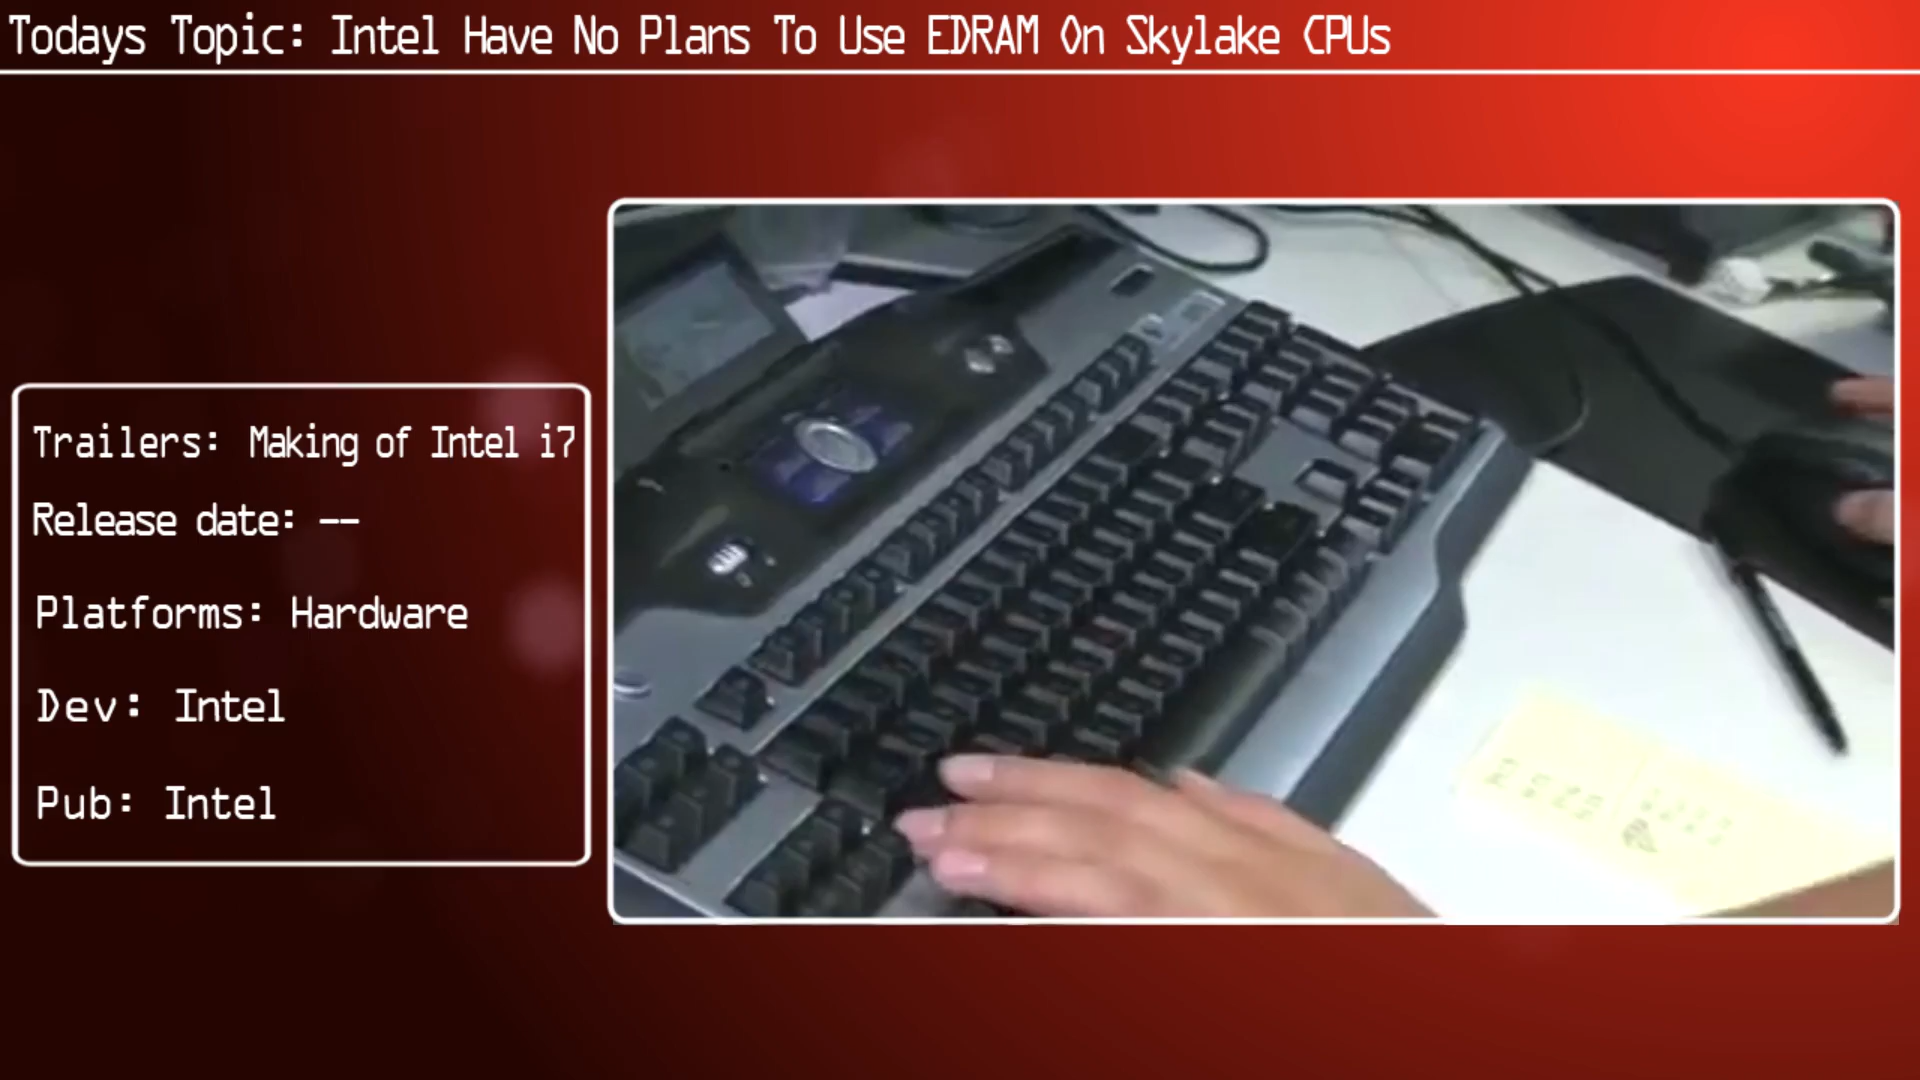 Todays Topic: Intel Have No Plans To Use EDRAM On Skylake CPUs
Trailers: Making of Intel i7
Release date: --
Platforms: Hardware
Dev: Intel
Pub: Intel